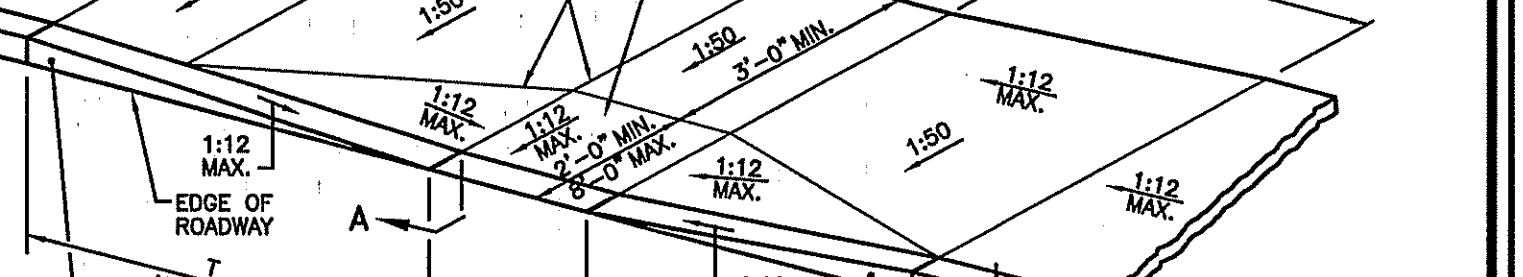 1:50
1:50
3'-0" MIN.
1:12
MAX.
1:12
MAX.
1:12
MAX.
2'-0" MIN.
8'-0" MAX.
1:50
1:12
MAX.
1:12
MAX.
1:12
MAX.
EDGE OF
ROADWAY
A
T